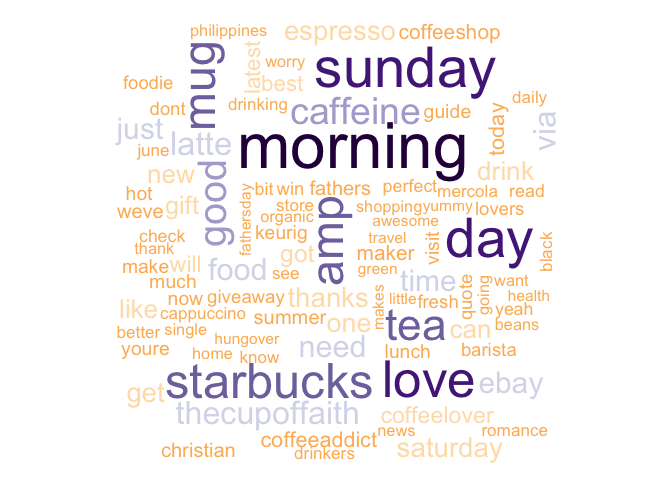 philippines
espresso
coffeeshop
mug
latest
worry
best
sunday
foodie
dont
drinking
caffeine
guide
today
daily
via
just
june
latte
morning
drink
new
hot
weve
gift
good
fathersday
bit
win
fathers
perfect
mercola
read
store
organic
keurig
amp
shopping
yummy
lovers
awesome
travel
day
black
check
thank
make
will
much
food
got
see
maker
green
visit
time
quote
going
want
health
like
now
giveaway
cappuccino
thanks
makes
little
fresh
yeah
beans
better
single
summer
one
tea
can
youre
hungover
home
know
need
lunch
barista
get
starbucks
love
ebay
thecupoffaith
coffeelover
christian
coffeeaddict
drinkers
news
saturday
romance